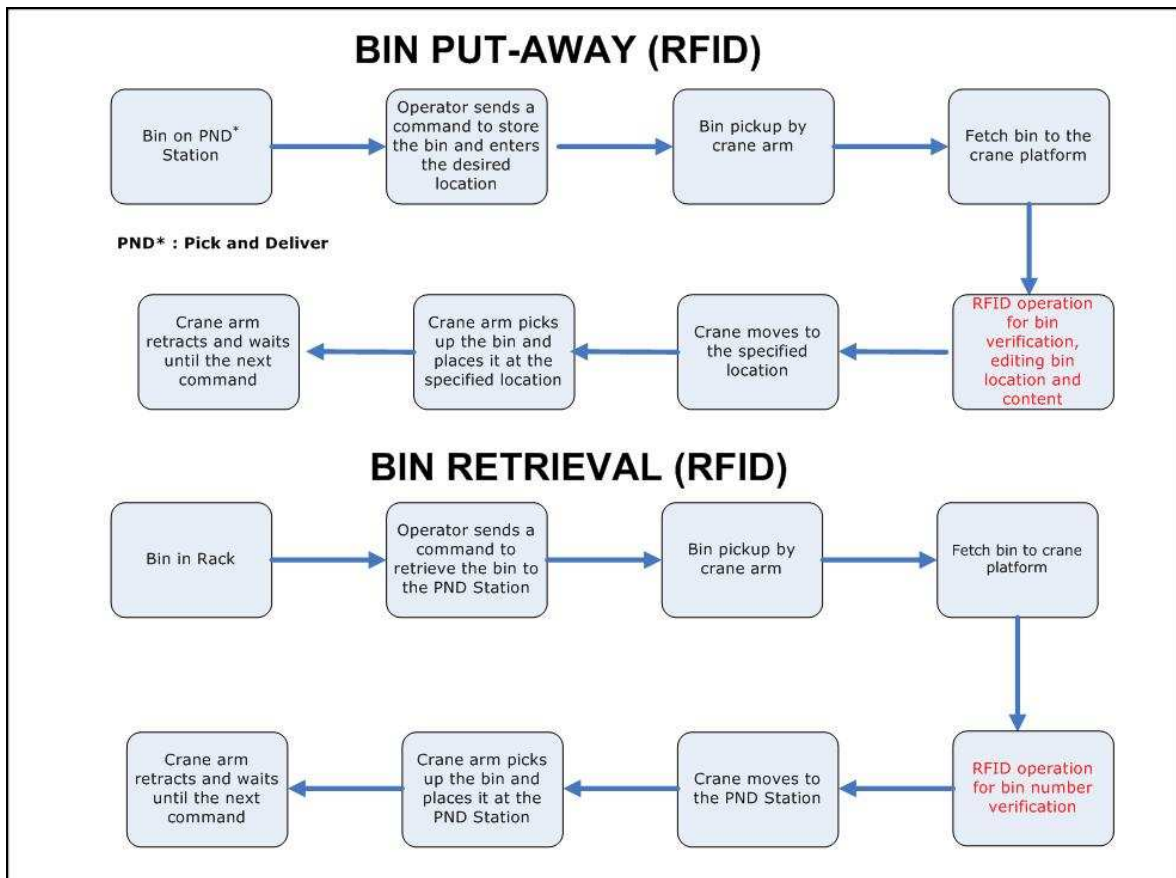 BIN PUT-AWAY (RFID)
Bin on PND*
Station
Operator sends a
command to store
the bin and enters
the desired
location
Bin pickup by
crane arm
Fetch bin to the
crane platform
PND* : Pick and Deliver
RFID operation
for bin
verification,
editing bin
location and
content
Crane moves to
the specified
location
Crane arm picks
up the bin and
places it at the
specified location
Crane arm
retracts and waits
until the next
command
BIN RETRIEVAL (RFID)
Bin in Rack
Operator sends a
command to
retrieve the bin to
the PND Station
Bin pickup by
crane arm
Fetch bin to crane
platform
RFID operation
for bin number
verification
Crane moves to
the PND Station
Crane arm picks
up the bin and
places it at the
PND Station
Crane arm
retracts and waits
until the next
command